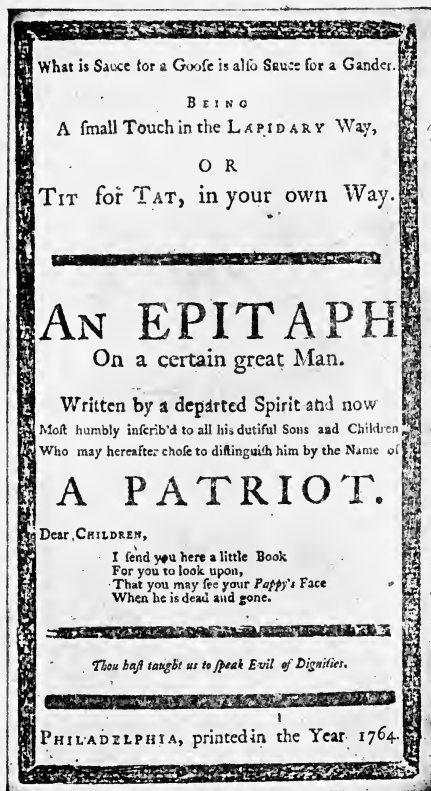 What is Sauce for a Gooſe is alſo Sauce for a Gander.
BEING
A ſmall Touch in the LAPIDARY Way,
OR
TIT for TAT, in your own Way.
AN EPITAPH
On a certain great Man.
Written by a departed Spirit and now
Moſt humbly inſcrib'd to all his dutiful Sons and Children
Who may hereafter choſe to diſtinguiſh him by the Name of
A PATRIOT.
Dear CHILDREN,
I ſend you here a little Book
For you to look upon,
That you may ſee your Pappy's Face
When he is dead and gone.
Thou haſt taught us to ſpeak Evil of Dignities.
PHILADELPHIA, printed in the Year 1764.